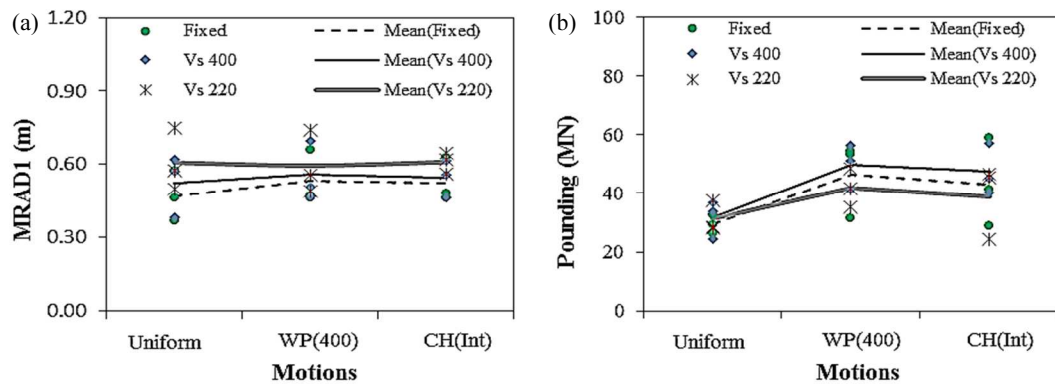 (a)
MRAD1 (m)
1.20
0.90
0.60
0.30
0.00
Fixed
Mean(Fixed)
Vs 400
Mean(Vs 400)
Vs 220
Mean(Vs 220)
Uniform
WP(400)
CH(Int)
Motions
(b)
Pounding (MN)
100
80
60
40
20
0
Fixed
Mean(Fixed)
Vs 400
Mean(Vs 400)
Vs 220
Mean(Vs 220)
Uniform
WP(400)
CH(Int)
Motions